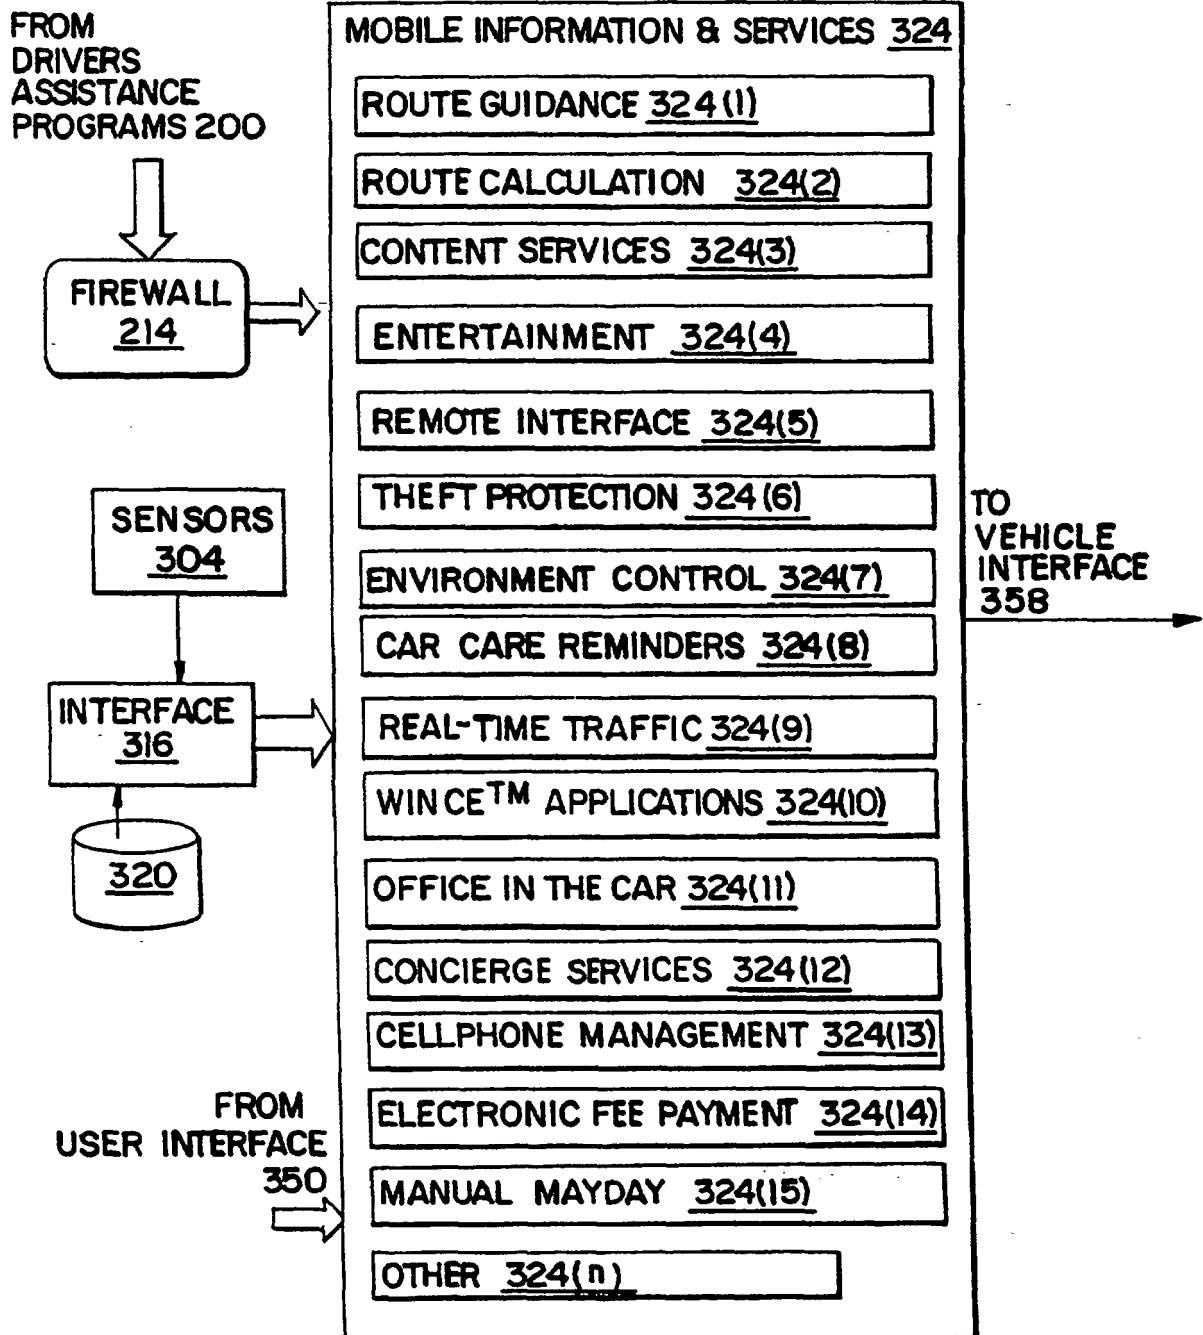 FROM
DRIVERS
ASSISTANCE
PROGRAMS 200
FIREWALL
214
SENSORS
304
INTERFACE
316
320
FROM
USER INTERFACE
350
MOBILE INFORMATION & SERVICES 324
ROUTE GUIDANCE 324(1)
ROUTE CALCULATION 324(2)
CONTENT SERVICES 324(3)
ENTERTAINMENT 324(4)
REMOTE INTERFACE 324(5)
THEFT PROTECTION 324(6)
ENVIRONMENT CONTROL 324(7)
CAR CARE REMINDERS 324(8)
REAL-TIME TRAFFIC 324(9)
WIN CE™ APPLICATIONS 324(10)
OFFICE IN THE CAR 324(11)
CONCIERGE SERVICES 324(12)
CELLPHONE MANAGEMENT 324(13)
ELECTRONIC FEE PAYMENT 324(14)
MANUAL MAYDAY 324(15)
OTHER 324(n)
TO
VEHICLE
INTERFACE
358